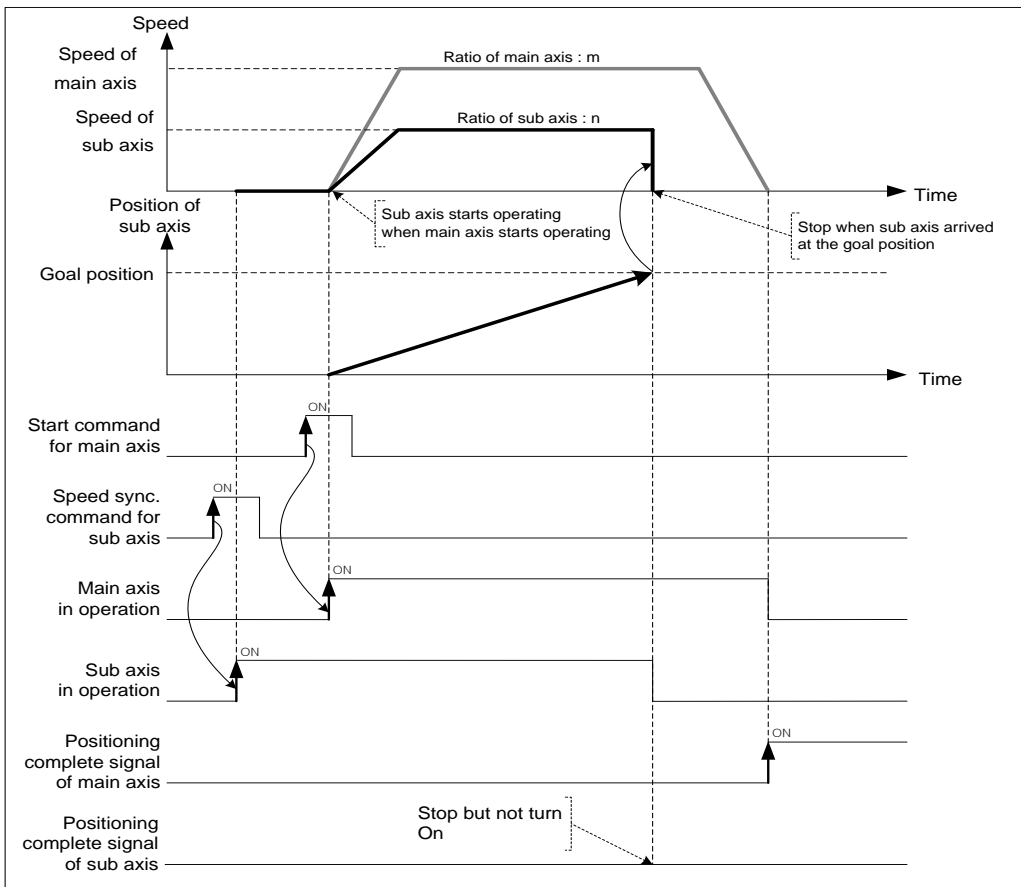 Speed
Speed of
main axis
Ratio of main axis : m
Speed of
sub axis
Ratio of sub axis : n
Time
Position of
sub axis
Sub axis starts operating
when main axis starts operating
Stop when sub axis arrived
at the goal position
Goal position
Time
Start command
for main axis
ON
Speed sync.
command for
sub axis
ON
Main axis
in operation
ON
Sub axis
in operation
ON
Positioning
complete signal
of main axis
ON
Stop but not turn
On
Positioning
complete signal
of sub axis